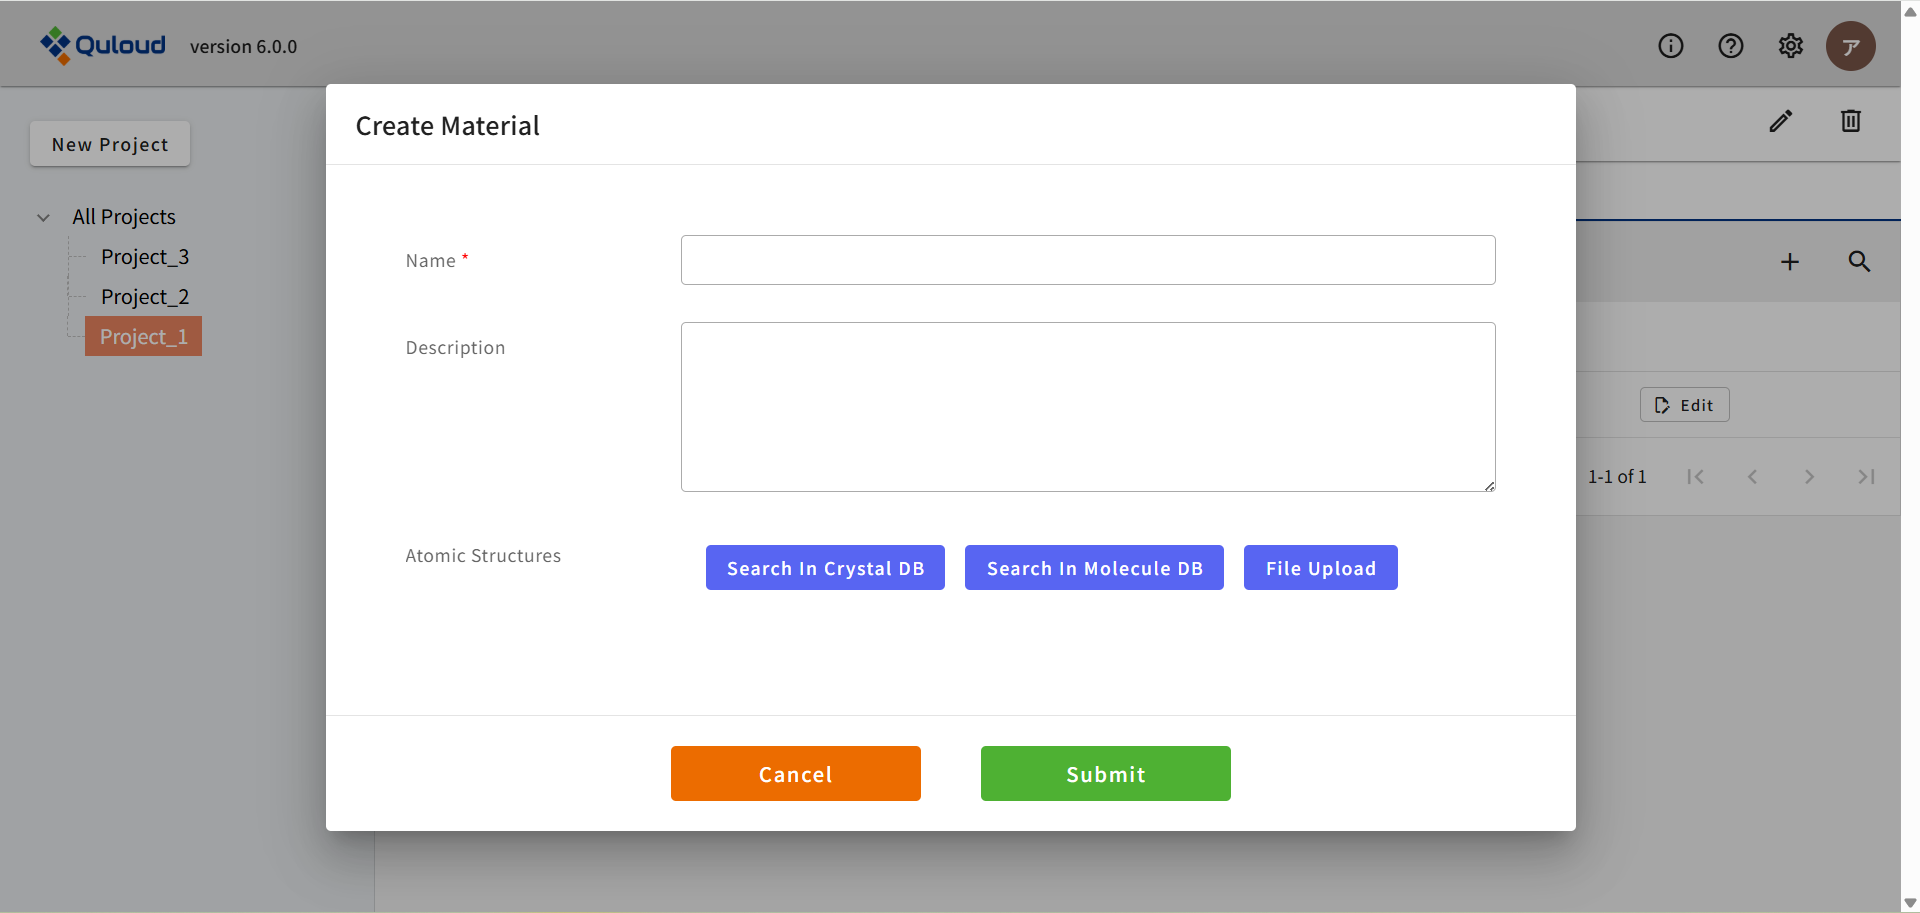 Quloud version 6.0.0
ア
New Project
All Projects
Project_3
Project_2
Project_1
Create Material
Name *
Description
Atomic Structures
Search In Crystal DB
Search In Molecule DB
File Upload
Cancel
Submit
Edit
1-1 of 1